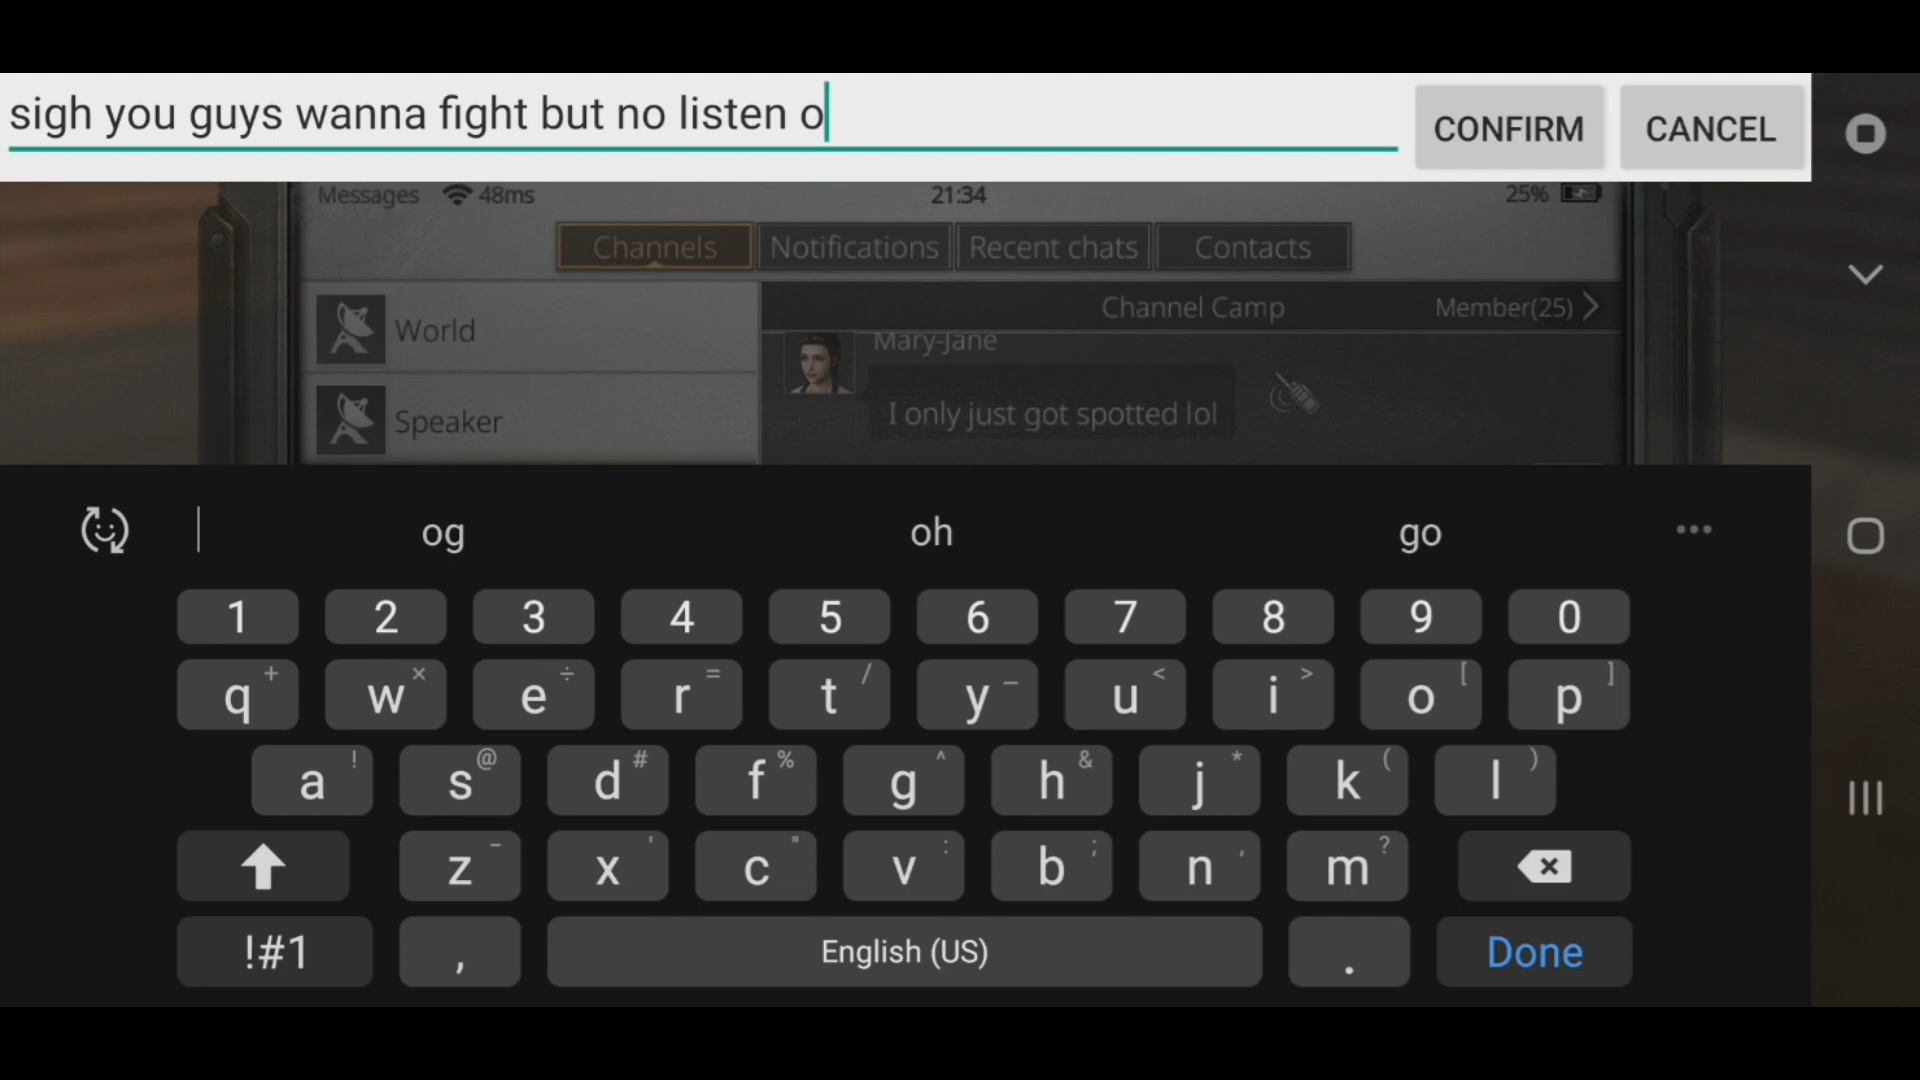 sigh you guys wanna fight but no listen o
CONFIRM CANCEL
Messages 48ms 21:34 25%
Channels Notifications Recent chats Contacts
World
Speaker
Channel Camp Member(25)
Mary-Jane
I only just got spotted lol
og oh go
1 2 3 4 5 6 7 8 9 0
q + w × e ÷ r = t / y _ u < i > o [ p ]
a ! s @ d # f % g ^ h & j * k ( l )
z - x ' c " v : b ; n , m ?
!#1 , English (US) . Done